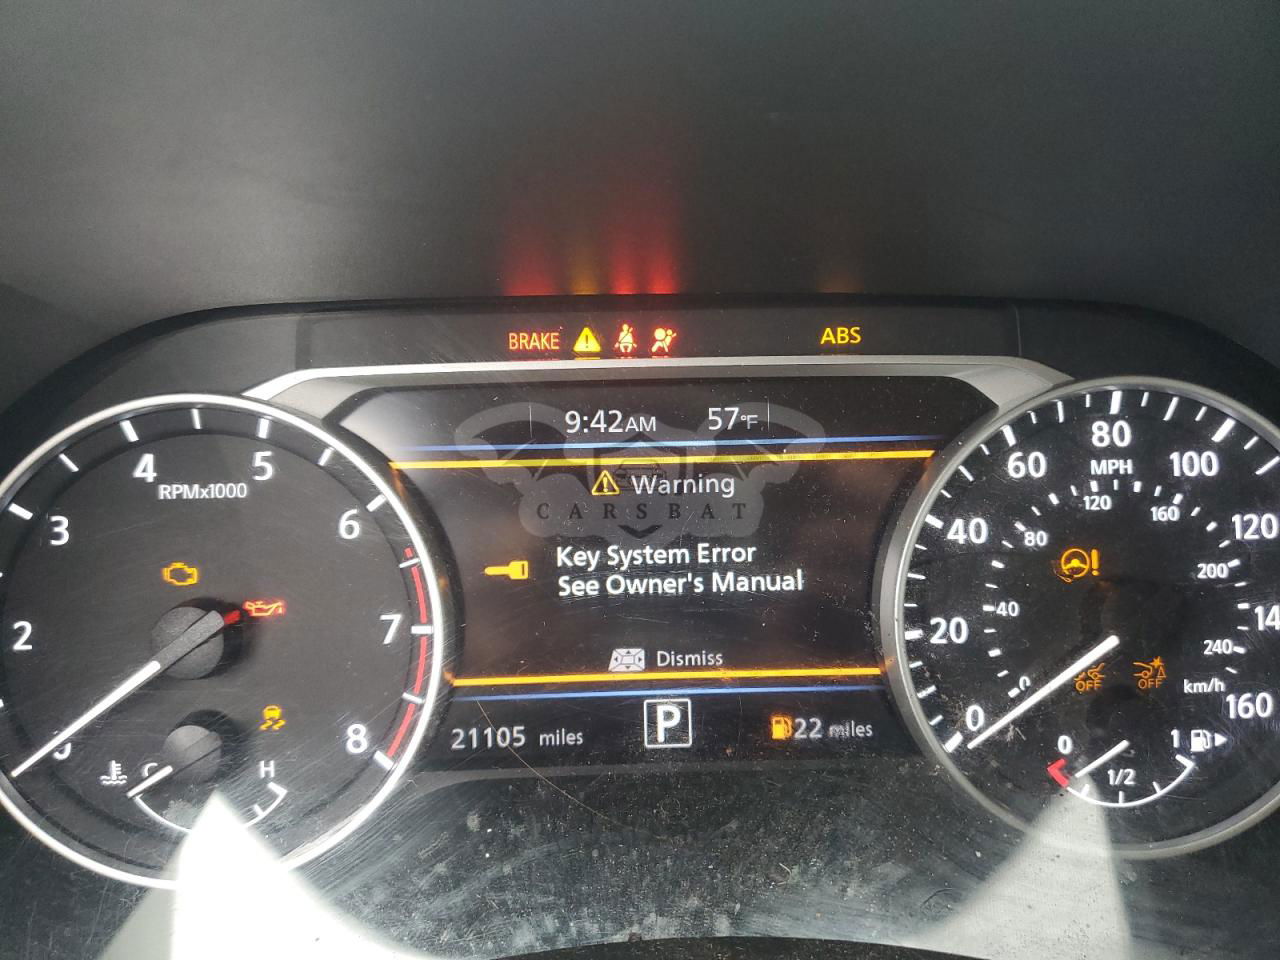 BRAKE ABS
9:42AM 57°F
Warning
CARSBAT
Key System Error
See Owner's Manual
Dismiss
21105 miles P 22 miles
2 3 4 5 6 7 8
RPMx1000
C H
0 20 40 60 80 100 120 14 160
MPH
0 40 80 120 160 200 240
km/h
OFF OFF
0 1/2 1